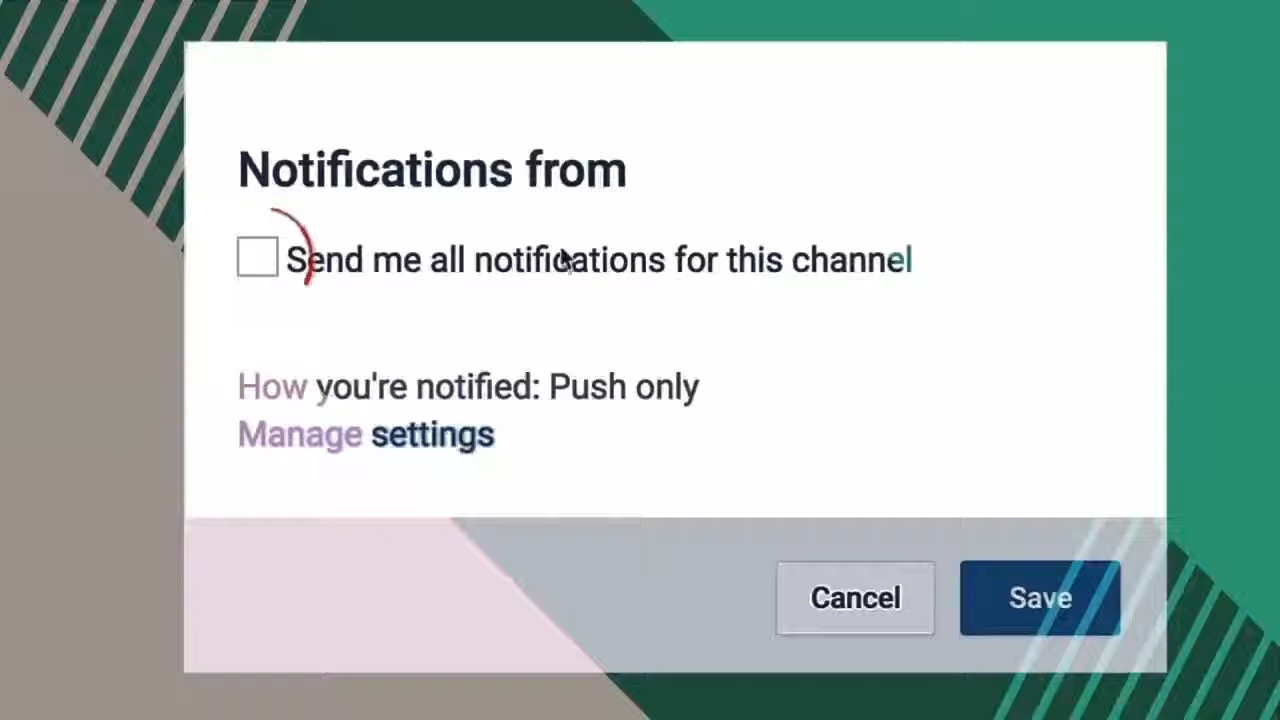 Notifications from
Send me all notifications for this channel
How you're notified: Push only
Manage settings
Cancel
Save